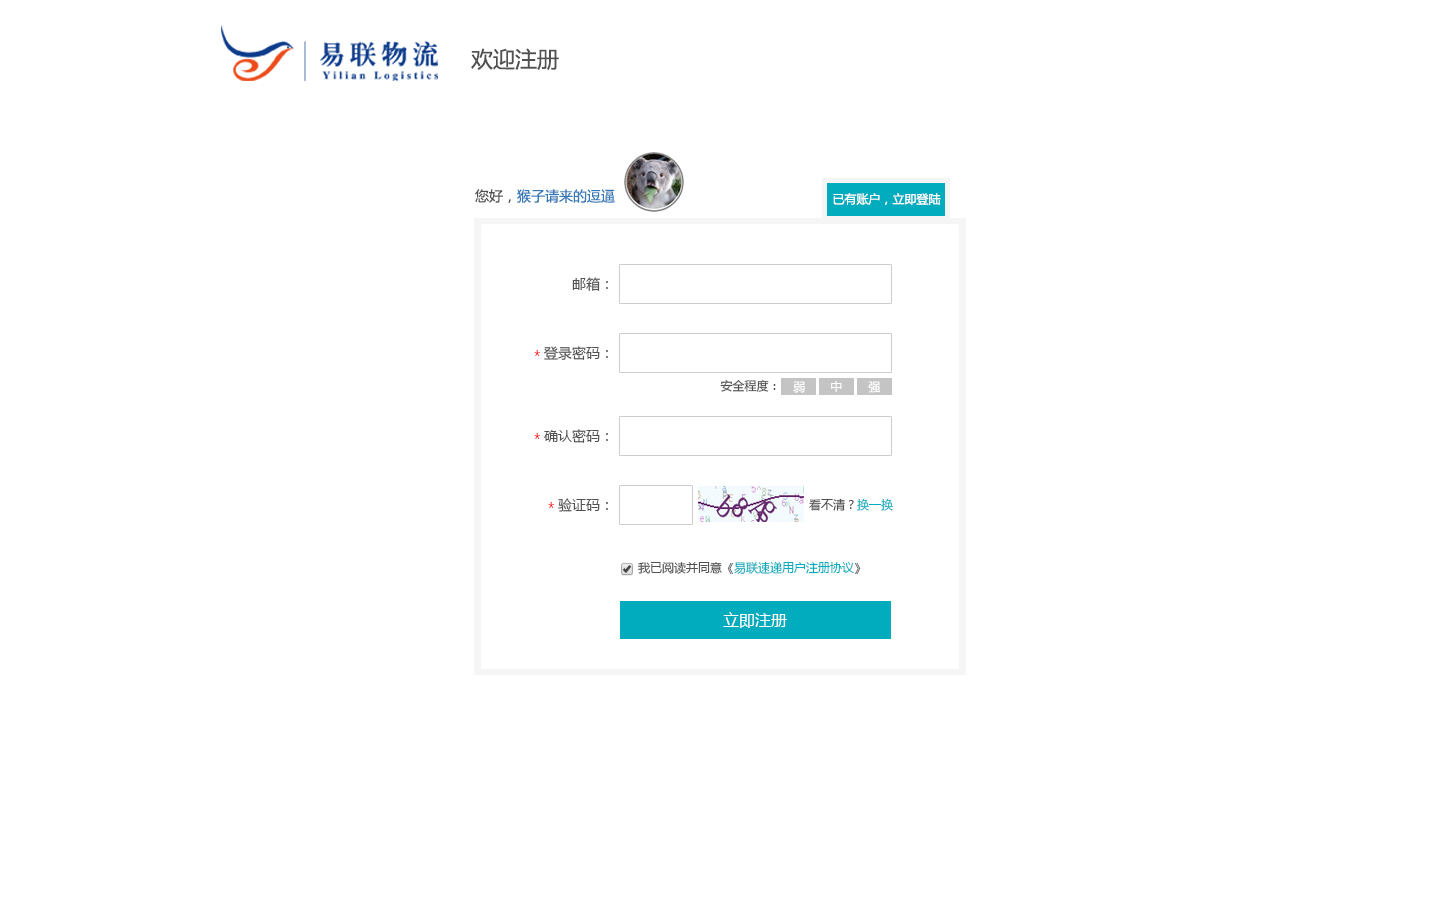 易联物流
Yilian Logistics
欢迎注册
您好，猴子请来的逗逼
已有账户，立即登陆
邮箱：
* 登录密码：
安全程度： 弱 中 强
* 确认密码：
* 验证码：
看不清？换一换
我已阅读并同意《易联速递用户注册协议》
立即注册